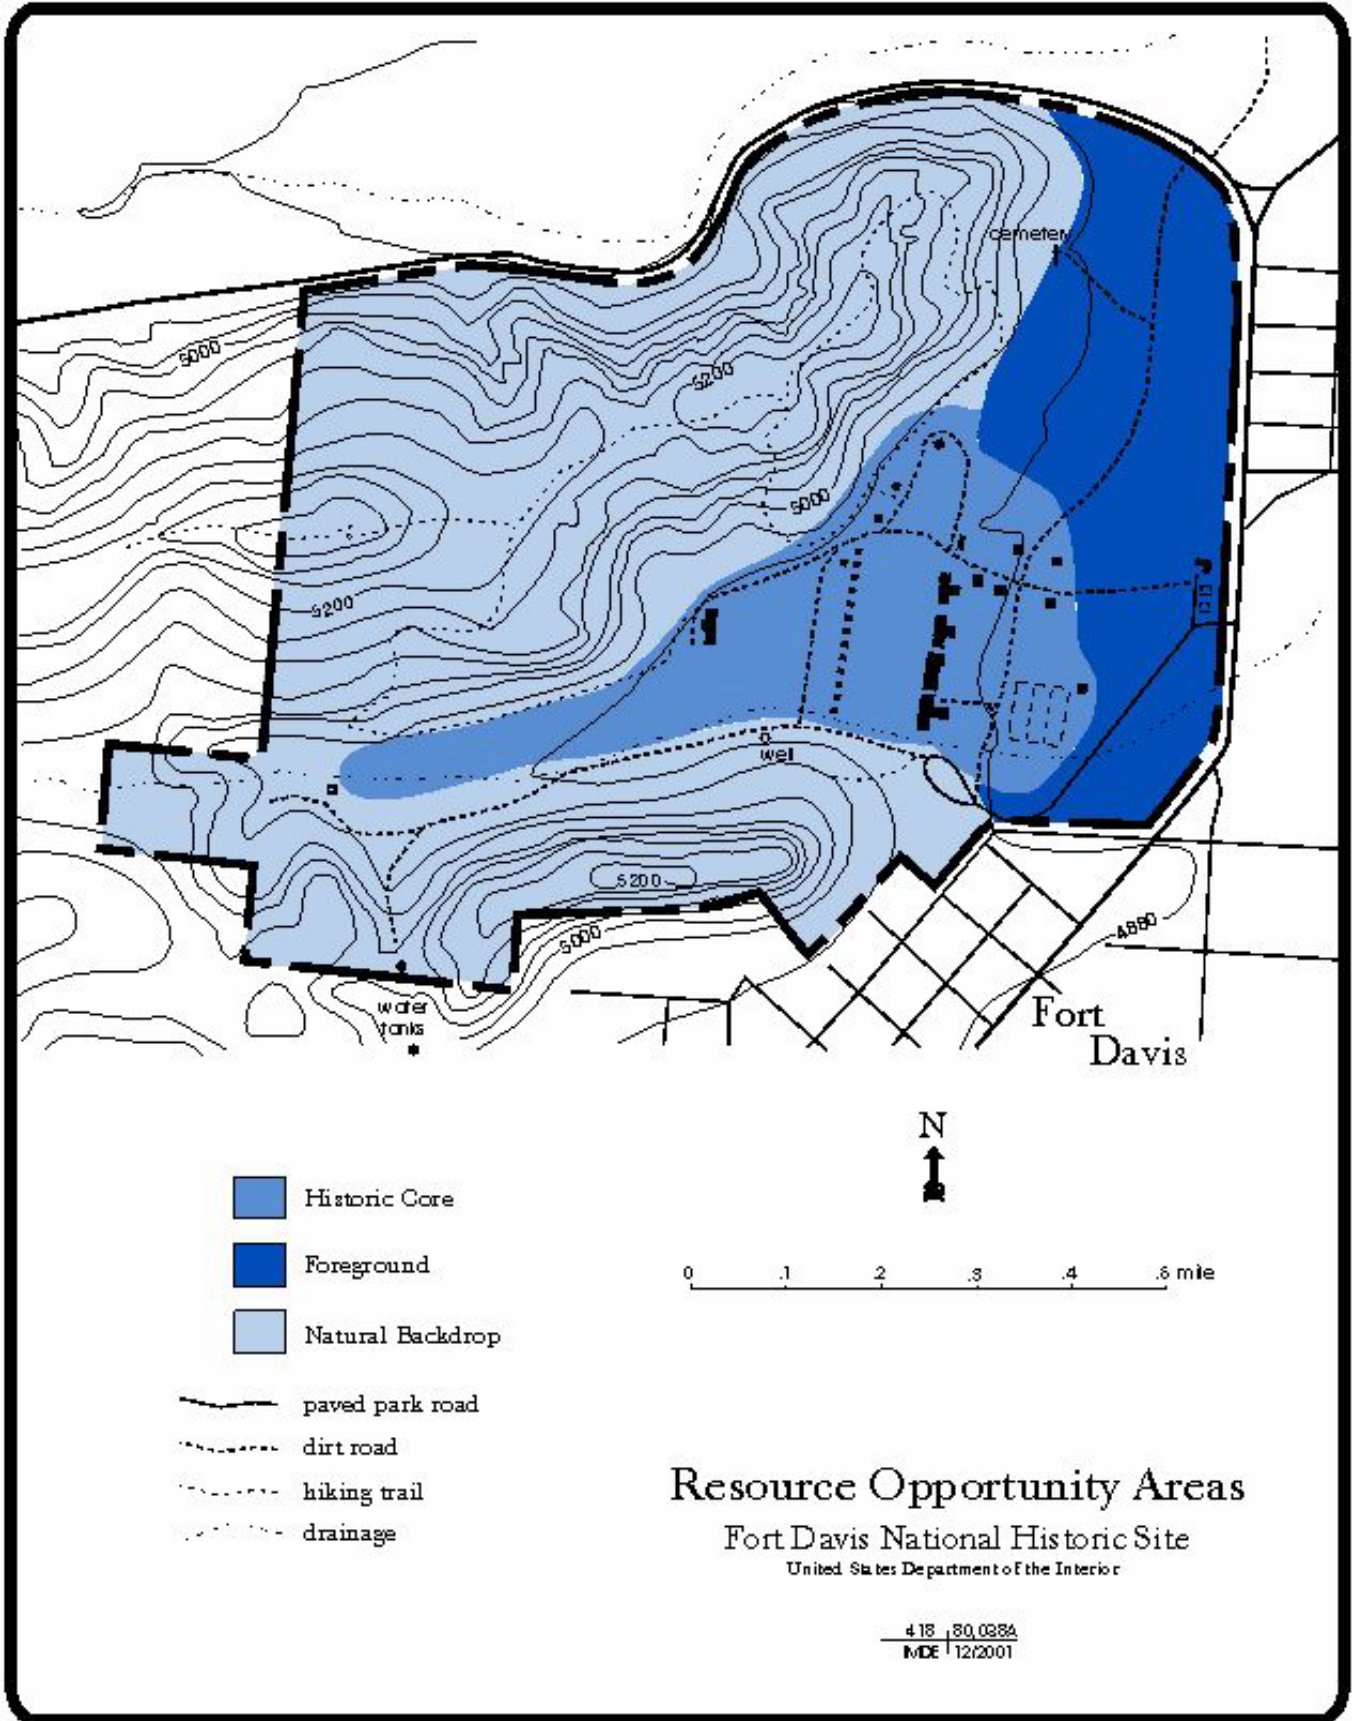 cemetery
5000
5200
5000
5200
well
5200
5000
4880
water
tanks
Fort
Davis
N
Historic Core
Foreground
Natural Backdrop
0 .1 .2 .3 .4 .5 mile
paved park road
dirt road
hiking trail
drainage
Resource Opportunity Areas
Fort Davis National Historic Site
United States Department of the Interior
418 80,028A
IMDE 12/2001